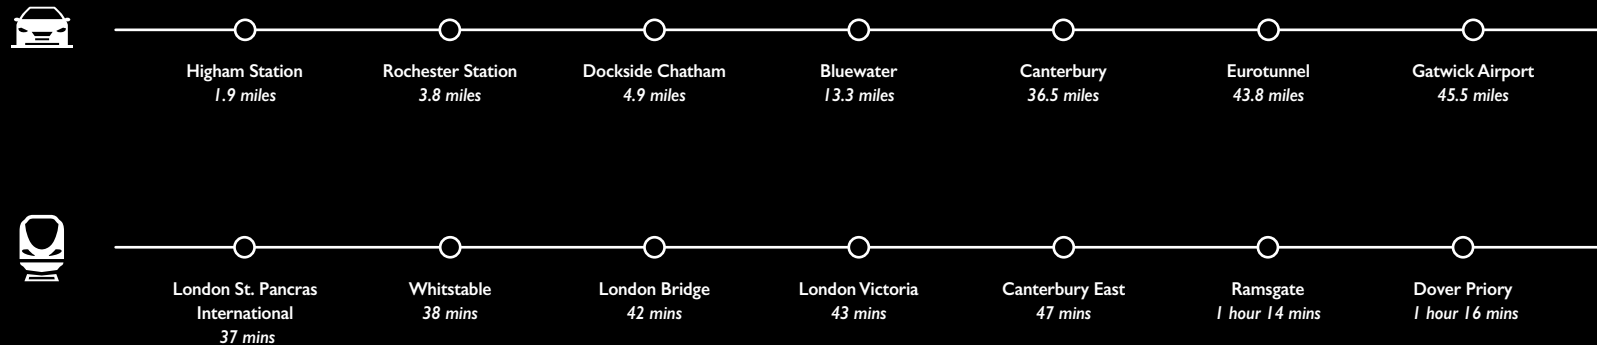 Higham Station
1.9 miles
Rochester Station
3.8 miles
Dockside Chatham
4.9 miles
Bluewater
13.3 miles
Canterbury
36.5 miles
Eurotunnel
43.8 miles
Gatwick Airport
45.5 miles
London St. Pancras
International
37 mins
Whitstable
38 mins
London Bridge
42 mins
London Victoria
43 mins
Canterbury East
47 mins
Ramsgate
1 hour 14 mins
Dover Priory
1 hour 16 mins